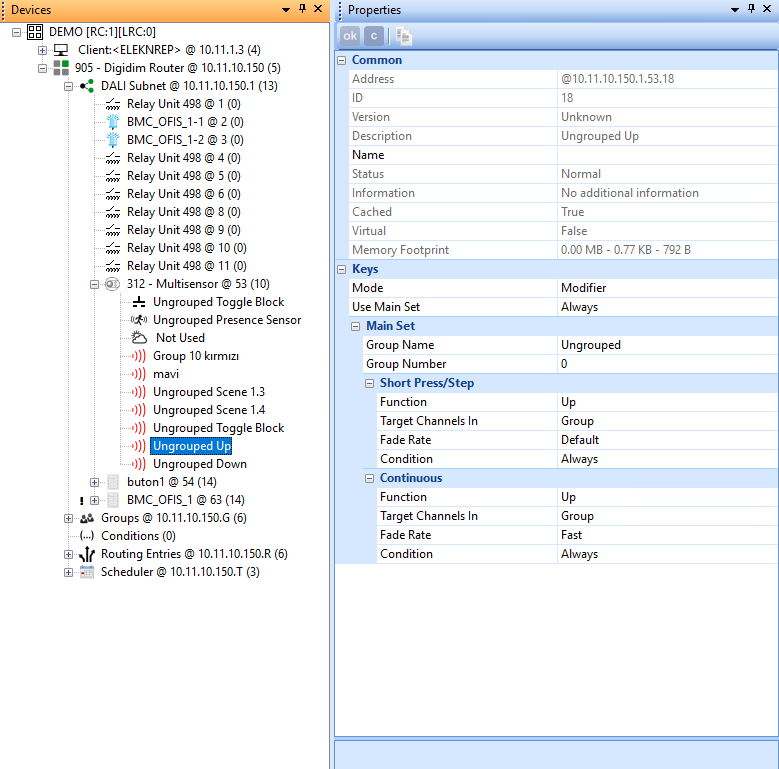 Devices
DEMO [RC:1][LRC:0]
Client:<ELEKNREP> @ 10.11.1.3 (4)
905 - Digidim Router @ 10.11.10.150 (5)
DALI Subnet @ 10.11.10.150.1 (13)
Relay Unit 498 @ 1 (0)
BMC_OFIS_1-1 @ 2 (0)
BMC_OFIS_1-2 @ 3 (0)
Relay Unit 498 @ 4 (0)
Relay Unit 498 @ 5 (0)
Relay Unit 498 @ 6 (0)
Relay Unit 498 @ 8 (0)
Relay Unit 498 @ 9 (0)
Relay Unit 498 @ 10 (0)
Relay Unit 498 @ 11 (0)
312 - Multisensor @ 53 (10)
Ungrouped Toggle Block
Ungrouped Presence Sensor
Not Used
Group 10 kırmızı
mavi
Ungrouped Scene 1.3
Ungrouped Scene 1.4
Ungrouped Toggle Block
Ungrouped Up
Ungrouped Down
buton1 @ 54 (14)
! BMC_OFIS_1 @ 63 (14)
Groups @ 10.11.10.150.G (6)
(...) Conditions (0)
Routing Entries @ 10.11.10.150.R (6)
Scheduler @ 10.11.10.150.T (3)
Properties
ok c
Common
Address @10.11.10.150.1.53.18
ID 18
Version Unknown
Description Ungrouped Up
Name
Status Normal
Information No additional information
Cached True
Virtual False
Memory Footprint 0.00 MB - 0.77 KB - 792 B
Keys
Mode Modifier
Use Main Set Always
Main Set
Group Name Ungrouped
Group Number 0
Short Press/Step
Function Up
Target Channels In Group
Fade Rate Default
Condition Always
Continuous
Function Up
Target Channels In Group
Fade Rate Fast
Condition Always